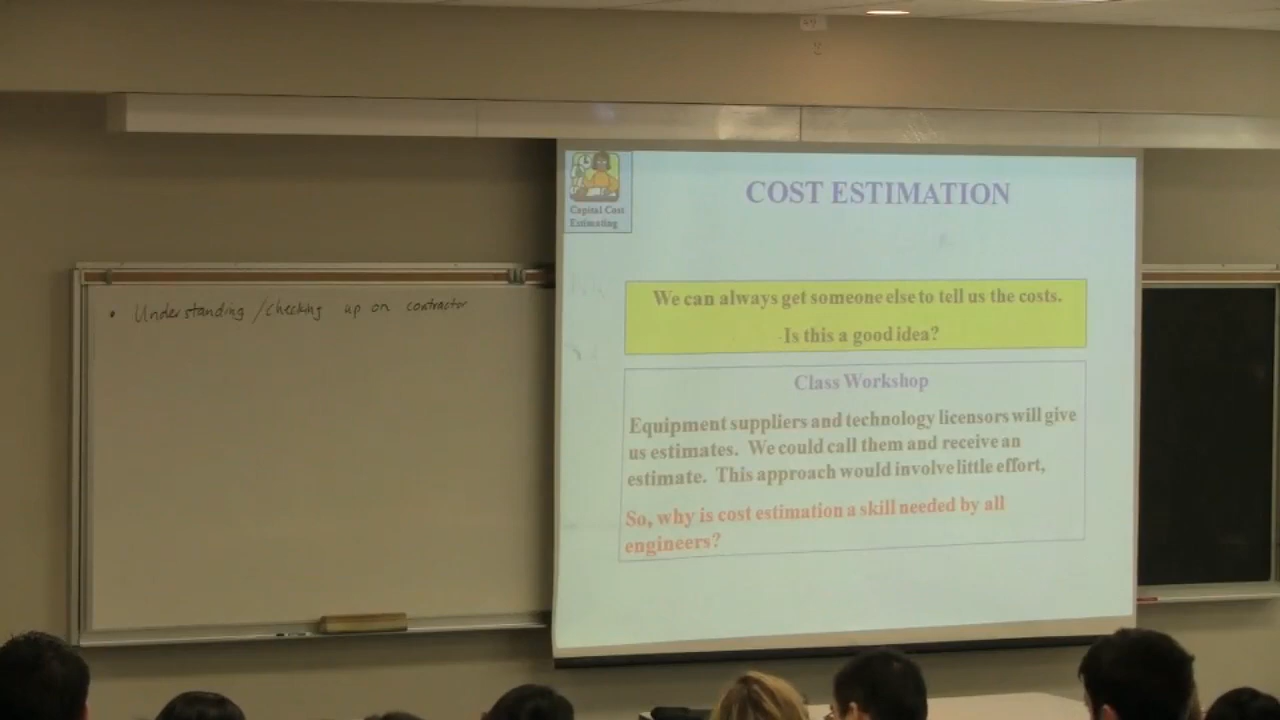 • Understanding / checking up on contractor
Capital Cost
Estimating
COST ESTIMATION
We can always get someone else to tell us the costs.
Is this a good idea?
Class Workshop
Equipment suppliers and technology licensors will give
us estimates. We could call them and receive an
estimate. This approach would involve little effort,
So, why is cost estimation a skill needed by all
engineers?